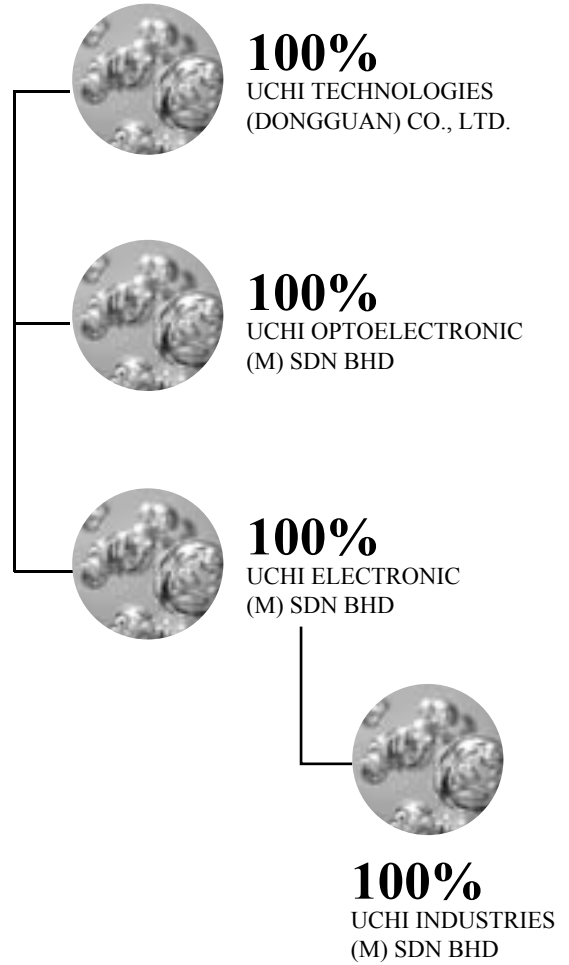 100%
UCHI TECHNOLOGIES
(DONGGUAN) CO., LTD.
100%
UCHI OPTOELECTRONIC
(M) SDN BHD
100%
UCHI ELECTRONIC
(M) SDN BHD
100%
UCHI INDUSTRIES
(M) SDN BHD